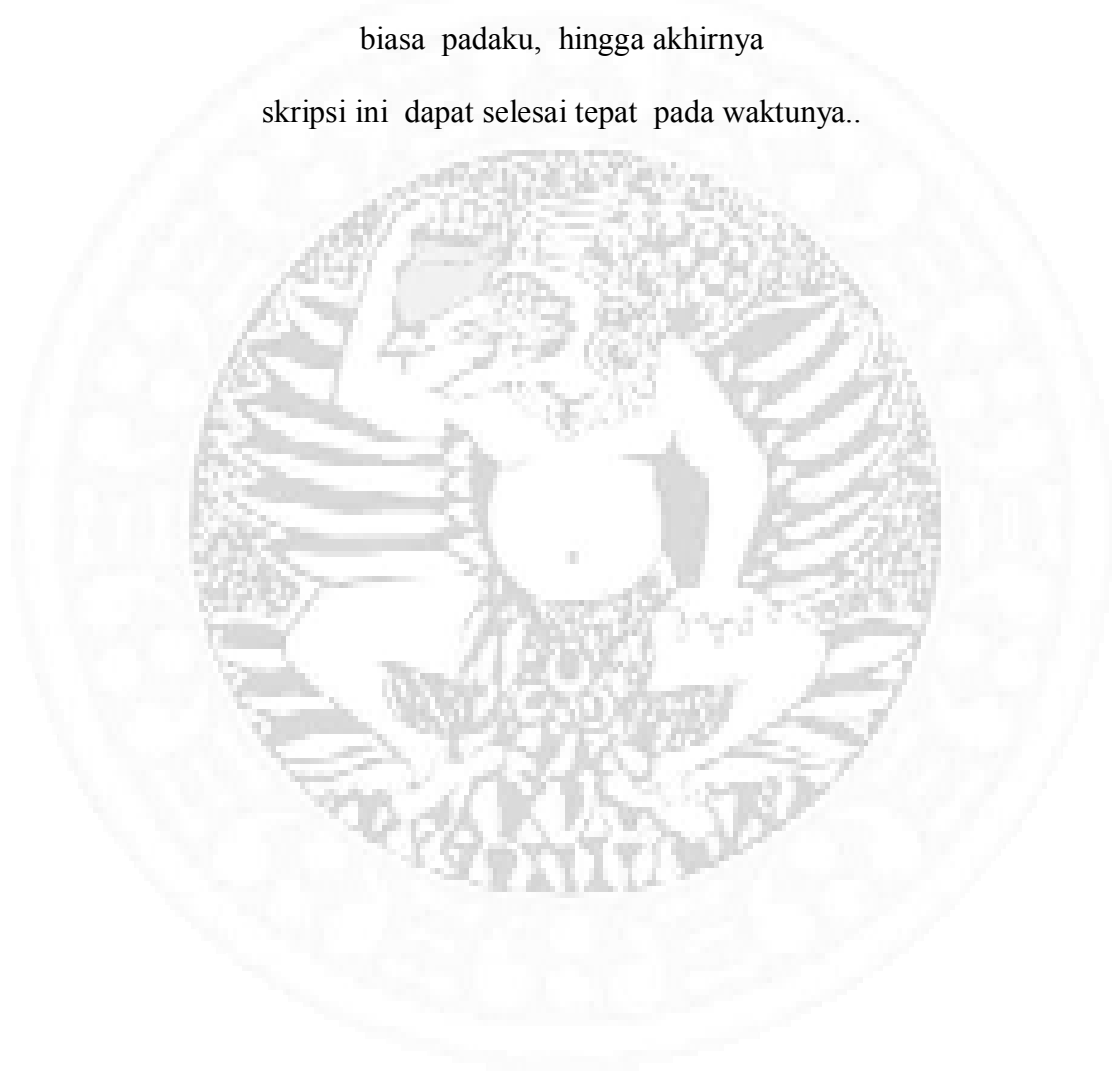 biasa padaku, hingga akhirnya
skripsi ini dapat selesai tepat pada waktunya..